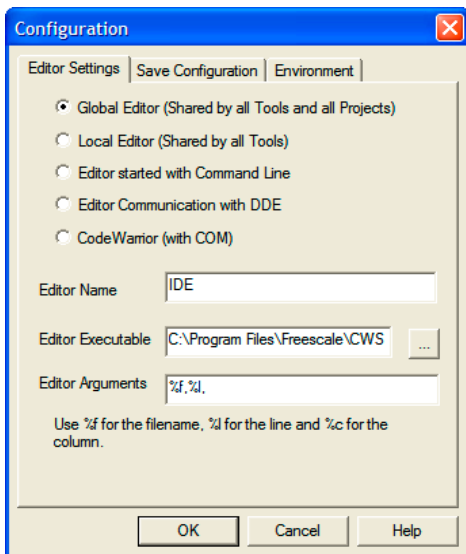 Configuration
Editor Settings
Save Configuration
Environment
Global Editor (Shared by all Tools and all Projects)
Local Editor (Shared by all Tools)
Editor started with Command Line
Editor Communication with DDE
CodeWarrior (with COM)
Editor Name
IDE
Editor Executable
C:\Program Files\Freescale\CWS
...
Editor Arguments
%f,%l,
Use %f for the filename, %l for the line and %c for the
column.
OK
Cancel
Help